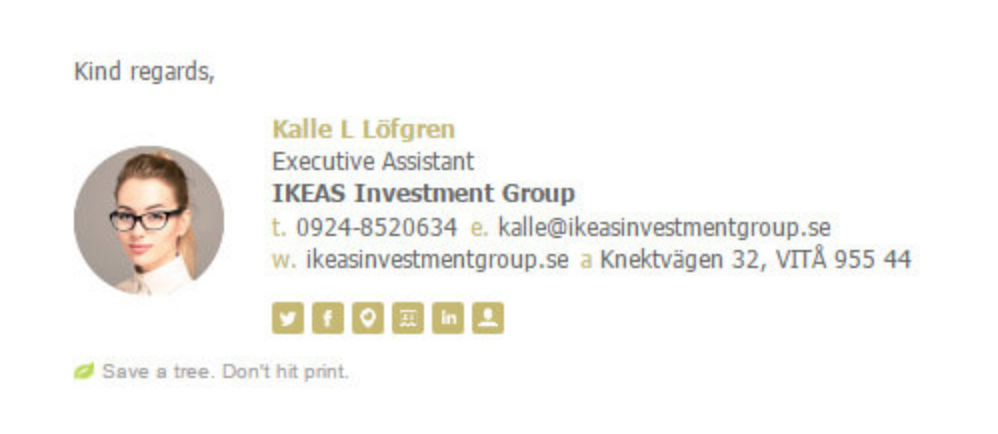 Kind regards,
Kalle L Löfgren
Executive Assistant
IKEAS Investment Group
t. 0924-8520634 e. kalle@ikeasinvestmentgroup.se
w. ikeasinvestmentgroup.se a Knektvägen 32, VITÅ 955 44
in
Save a tree. Don't hit print.